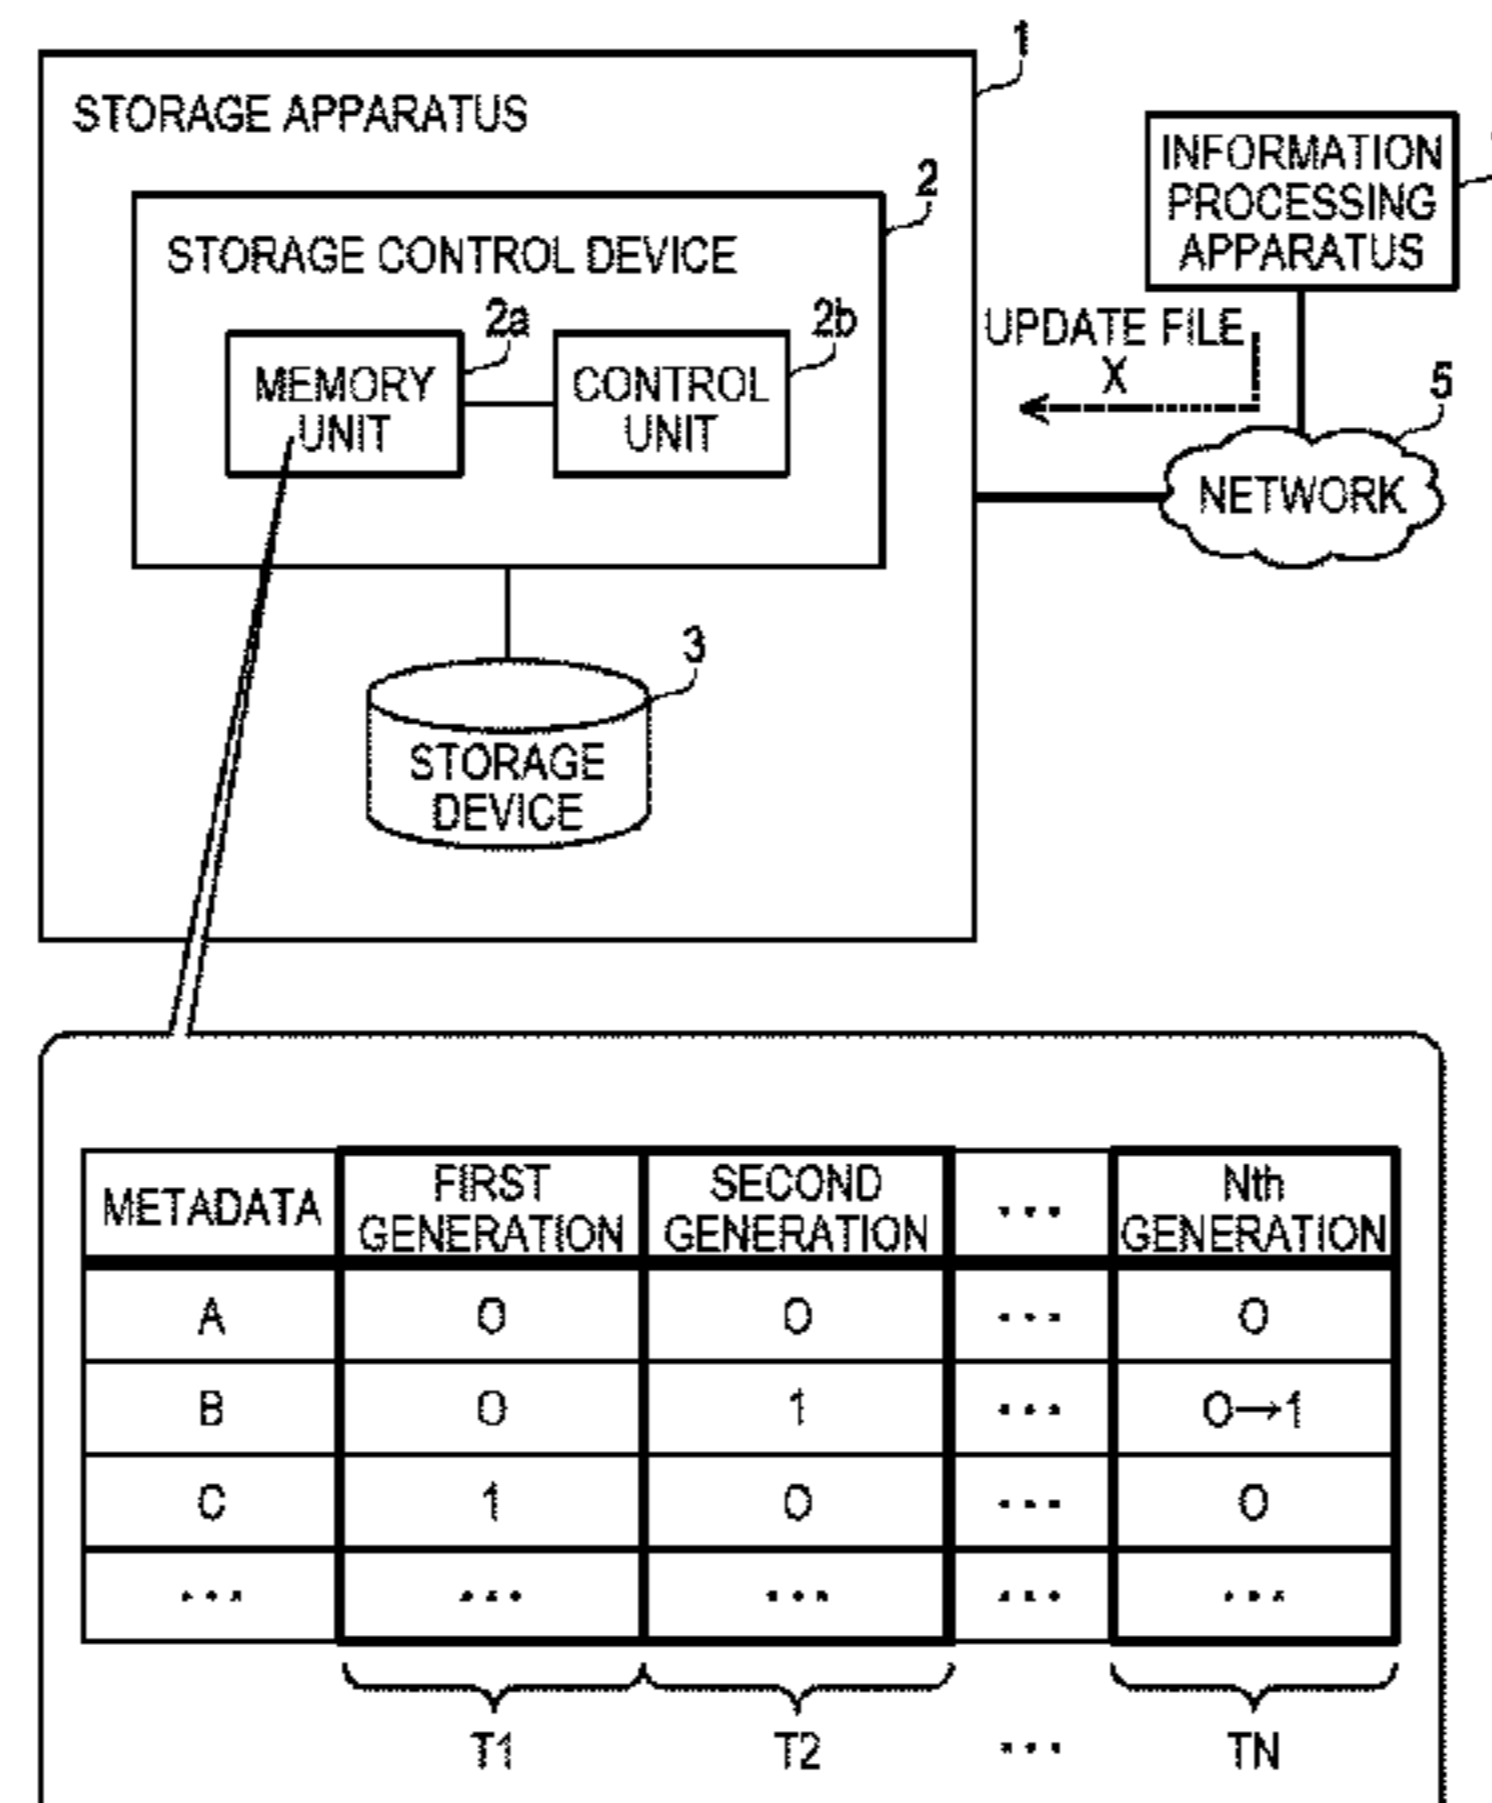 1
STORAGE APPARATUS
INFORMATION
PROCESSING
APPARATUS
2
STORAGE CONTROL DEVICE
2a
2b
MEMORY
UNIT
CONTROL
UNIT
UPDATE FILE
X
5
NETWORK
3
STORAGE
DEVICE
METADATA FIRST GENERATION SECOND GENERATION ... Nth GENERATION
A 0 0 ... 0
B 0 1 ... 0→1
C 1 0 ... 0
... ... ... ... ...
T1 T2 ... TN